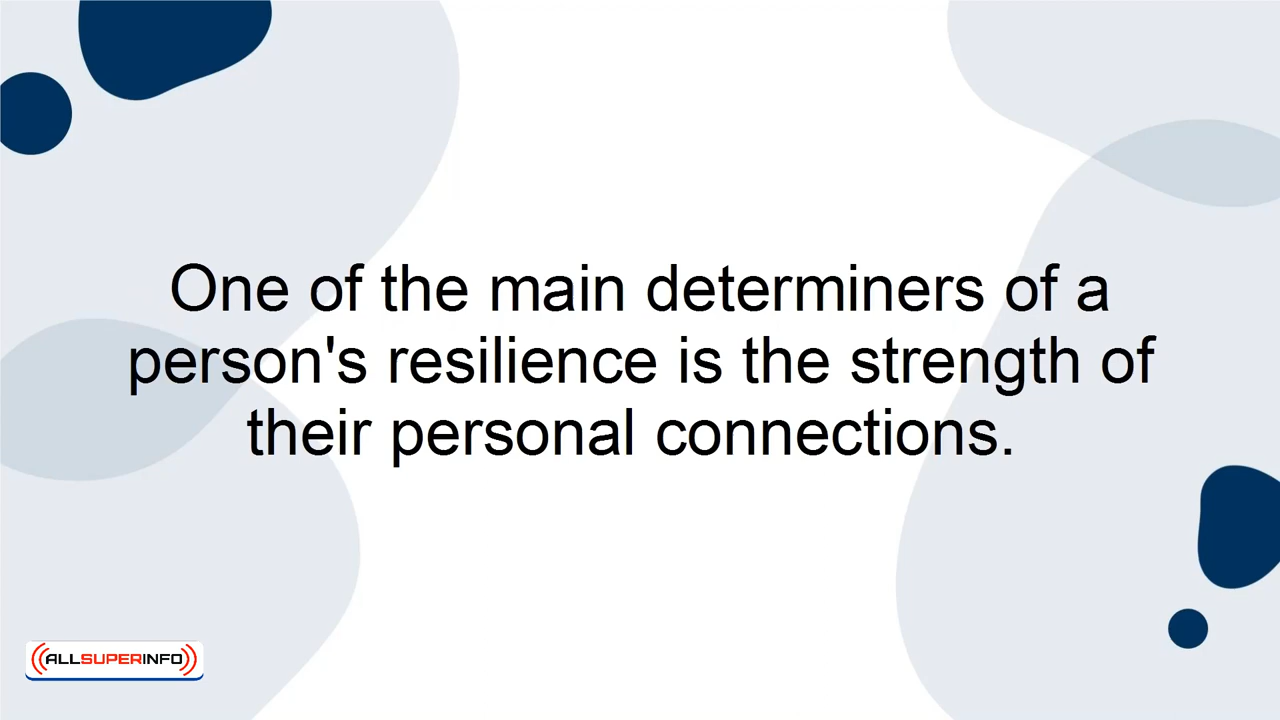 One of the main determiners of a
person's resilience is the strength of
their personal connections.
ALLSUPERINFO